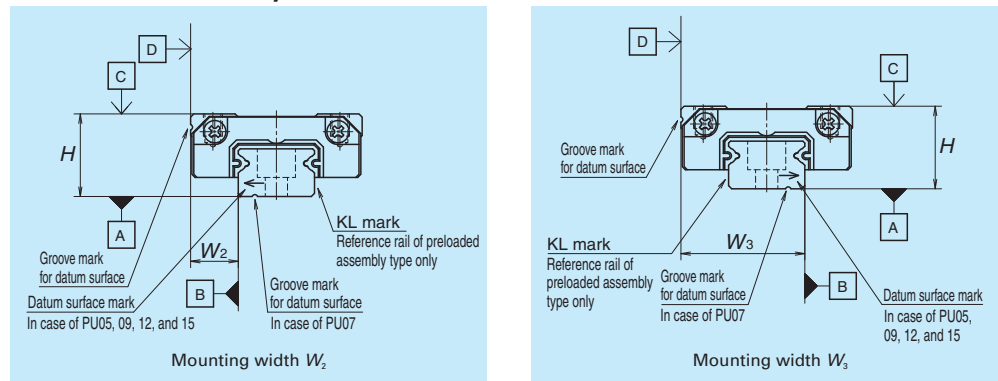 D
C
H
A
Groove mark
for datum surface
W2
KL mark
Reference rail of preloaded
assembly type only
B
Groove mark
for datum surface
In case of PU07
Datum surface mark
In case of PU05, 09, 12, and 15
Mounting width W2
D
C
H
Groove mark
for datum surface
A
KL mark
Reference rail of
preloaded assembly
type only
W3
Groove mark
for datum surface
In case of PU07
B
Datum surface mark
In case of PU05,
09, 12, and 15
Mounting width W3